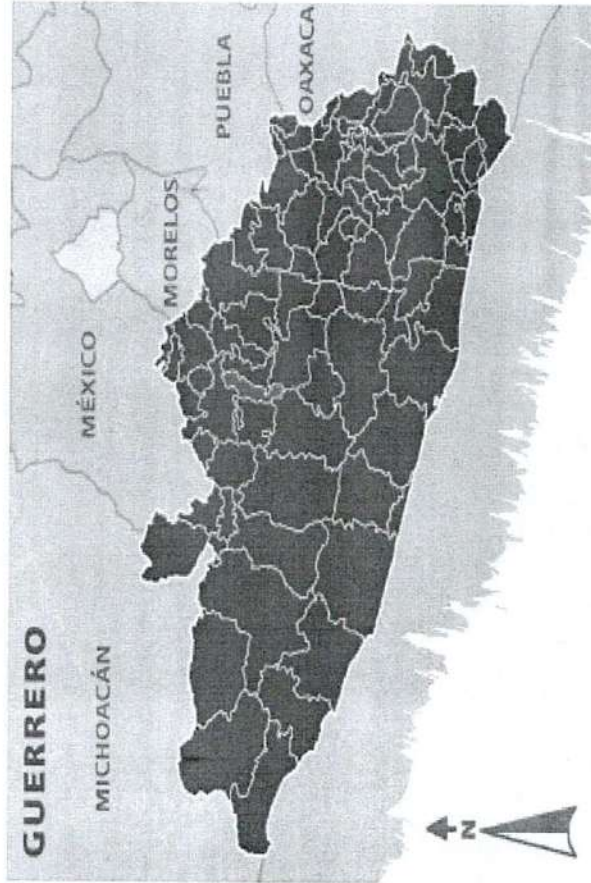 GUERRERO
MICHOACÁN
MÉXICO
MORELOS
PUEBLA
OAXACA
N